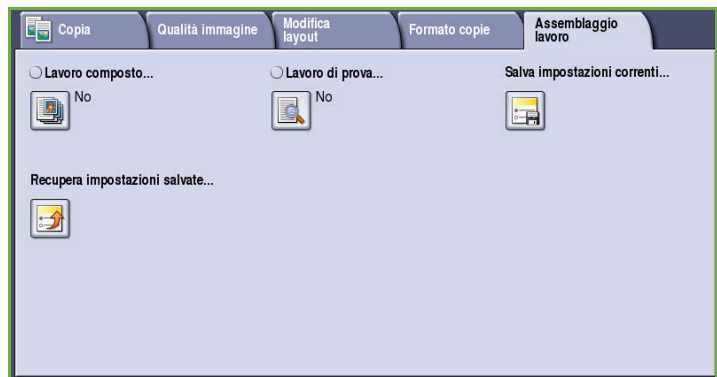 Copia
Qualità immagine
Modifica
layout
Formato copie
Assemblaggio
lavoro
Lavoro composto...
No
Lavoro di prova...
No
Salva impostazioni correnti...
Recupera impostazioni salvate...